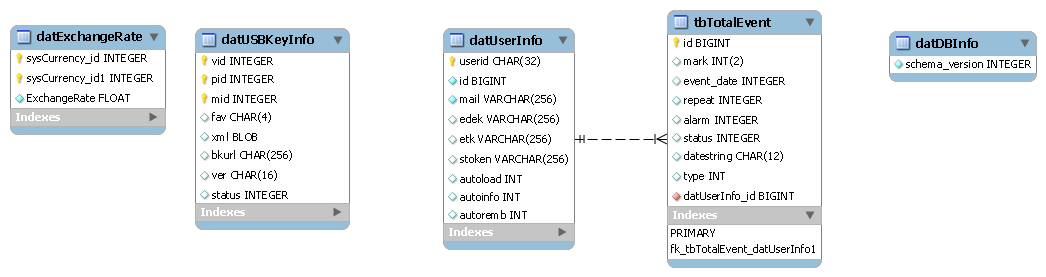 datExchangeRate
sysCurrency_id INTEGER
sysCurrency_id1 INTEGER
ExchangeRate FLOAT
Indexes
datUSBKeyInfo
vid INTEGER
pid INTEGER
mid INTEGER
fav CHAR(4)
xml BLOB
bkurl CHAR(256)
ver CHAR(16)
status INTEGER
Indexes
datUserInfo
userid CHAR(32)
id BIGINT
mail VARCHAR(256)
edek VARCHAR(256)
etk VARCHAR(256)
stoken VARCHAR(256)
autoload INT
autoinfo INT
autoremb INT
Indexes
tbTotalEvent
id BIGINT
mark INT(2)
event_date INTEGER
repeat INTEGER
alarm INTEGER
status INTEGER
datestring CHAR(12)
type INT
datUserInfo_id BIGINT
Indexes
PRIMARY
fk_tbTotalEvent_datUserInfo1
datDBInfo
schema_version INTEGER